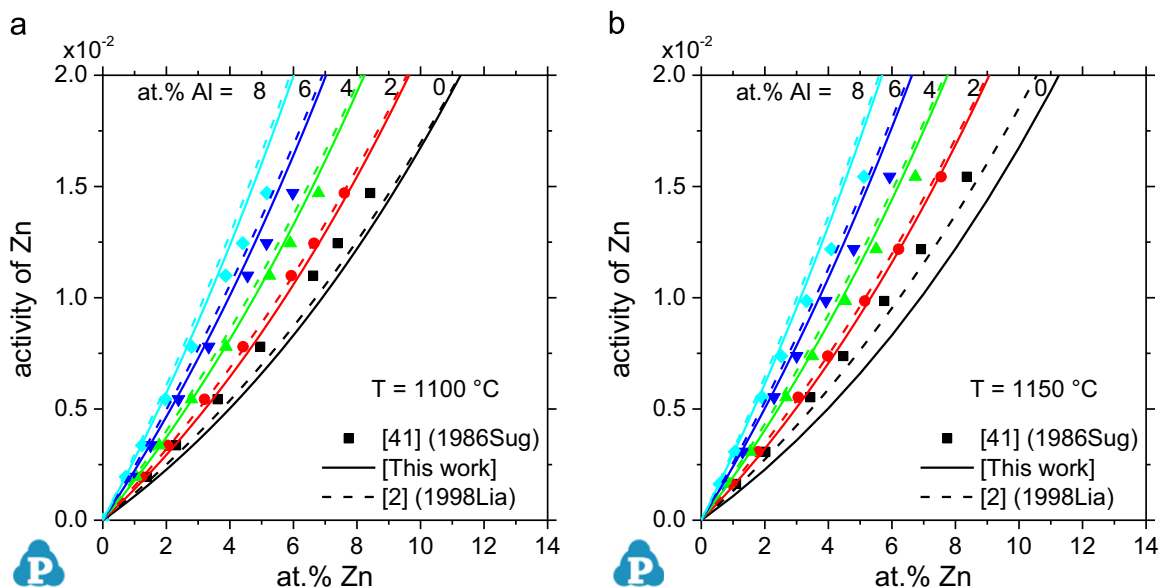 a
x10-2
2.0
at.% Al = 8 6 4 2 0
1.5
1.0
0.5
0.0
activity of Zn
T = 1100 °C
[41] (1986Sug)
[This work]
[2] (1998Lia)
0 2 4 6 8 10 12 14
at.% Zn
P
b
x10-2
2.0
at.% Al = 8 6 4 2 0
1.5
1.0
0.5
0.0
activity of Zn
T = 1150 °C
[41] (1986Sug)
[This work]
[2] (1998Lia)
0 2 4 6 8 10 12 14
at.% Zn
P